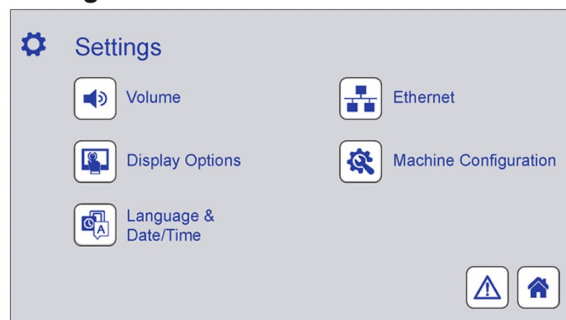 Settings
Volume
Ethernet
Display Options
Machine Configuration
Language &
Date/Time
A